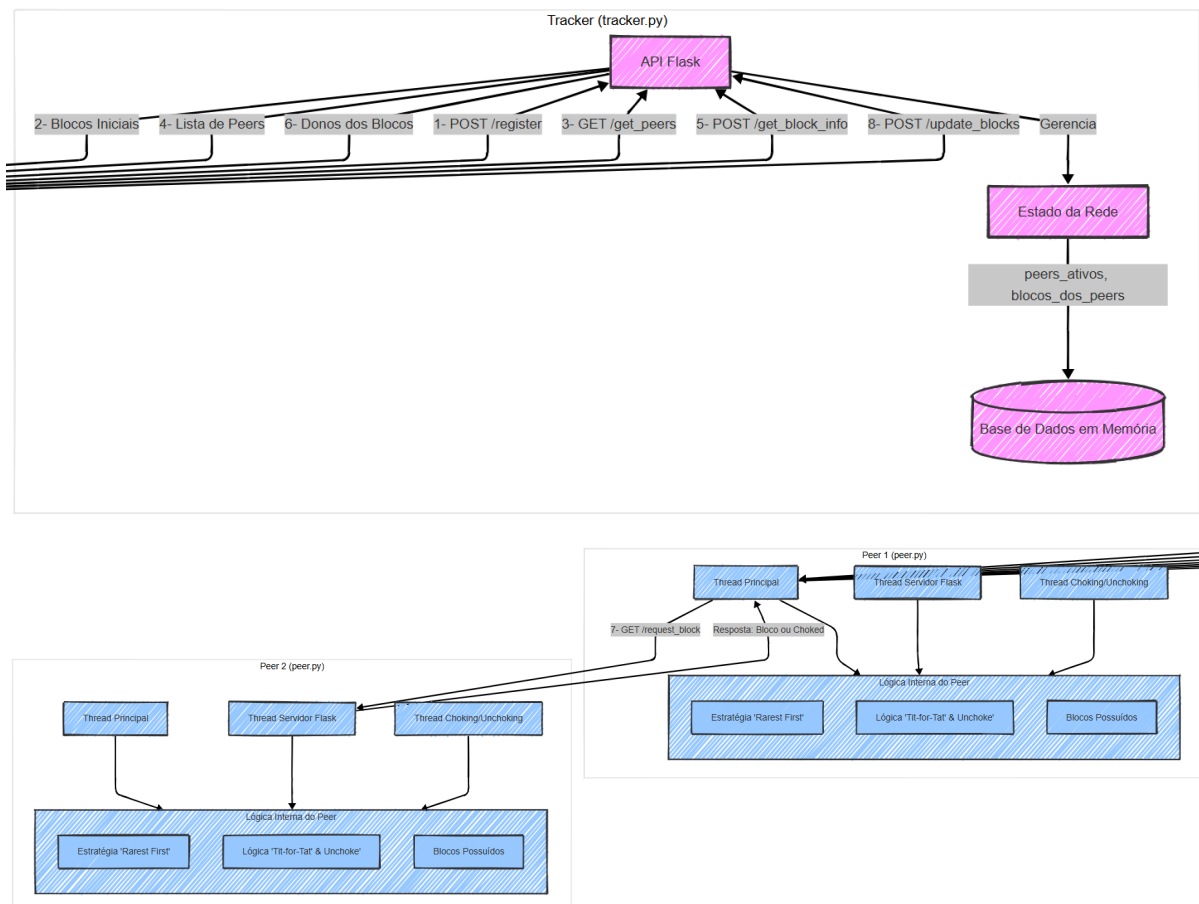 Tracker (tracker.py)
API Flask
2- Blocos Iniciais
4- Lista de Peers
6- Donos dos Blocos
1- POST /register
3- GET /get_peers
5- POST /get_block_info
8- POST /update_blocks
Gerencia
Estado da Rede
peers_ativos,
blocos_dos_peers
Base de Dados em Memória
Peer 1 (peer.py)
Thread Principal
Thread Servidor Flask
Thread Choking/Unchoking
7- GET /request_block
Resposta: Bloco ou Choked
Lógica Interna do Peer
Estratégia 'Rarest First'
Lógica 'Tit-for-Tat' & Unchoke'
Blocos Possuídos
Peer 2 (peer.py)
Thread Principal
Thread Servidor Flask
Thread Choking/Unchoking
Lógica Interna do Peer
Estratégia 'Rarest First'
Lógica 'Tit-for-Tat' & Unchoke'
Blocos Possuídos